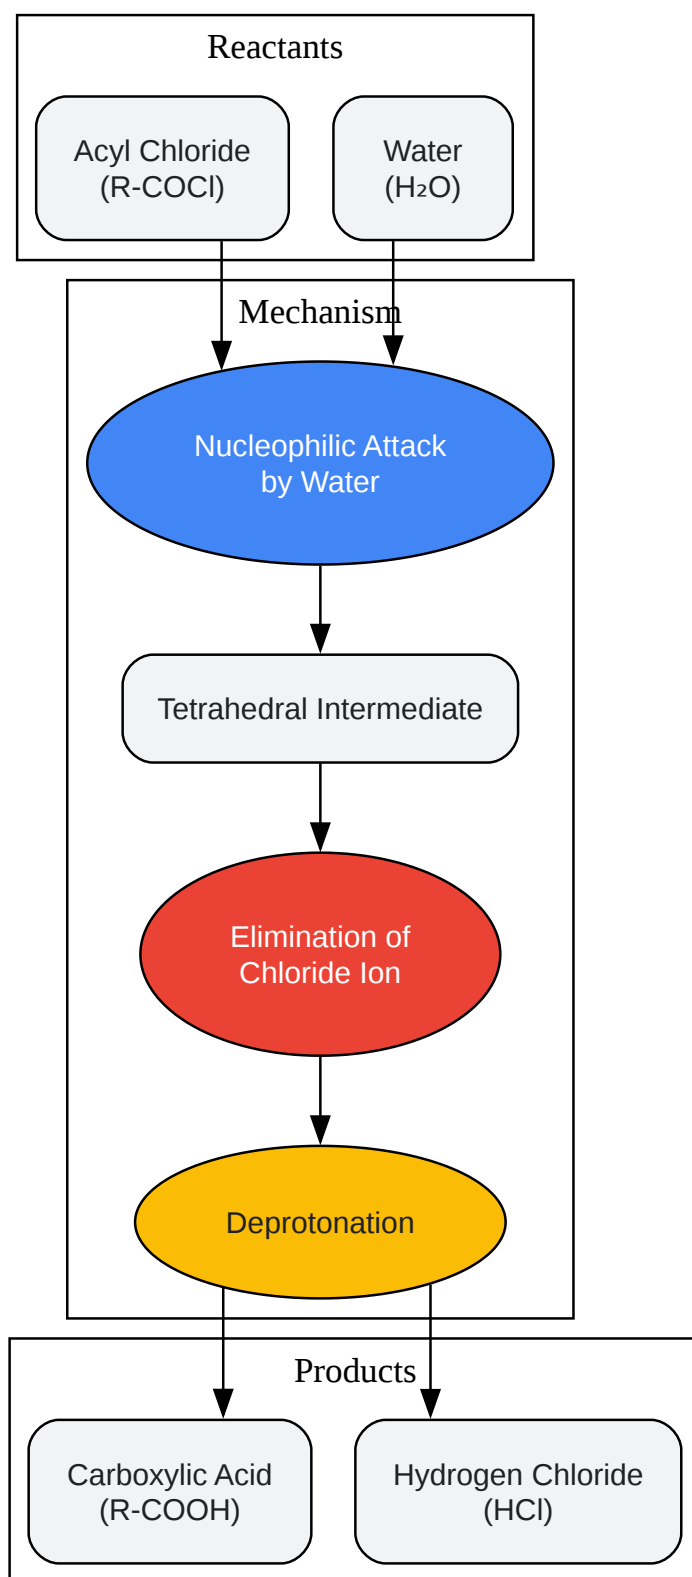 Reactants
Acyl Chloride
(R-COCl)
Water
(H₂O)
Mechanism
Nucleophilic Attack
by Water
Tetrahedral Intermediate
Elimination of
Chloride Ion
Deprotonation
Products
Carboxylic Acid
(R-COOH)
Hydrogen Chloride
(HCl)